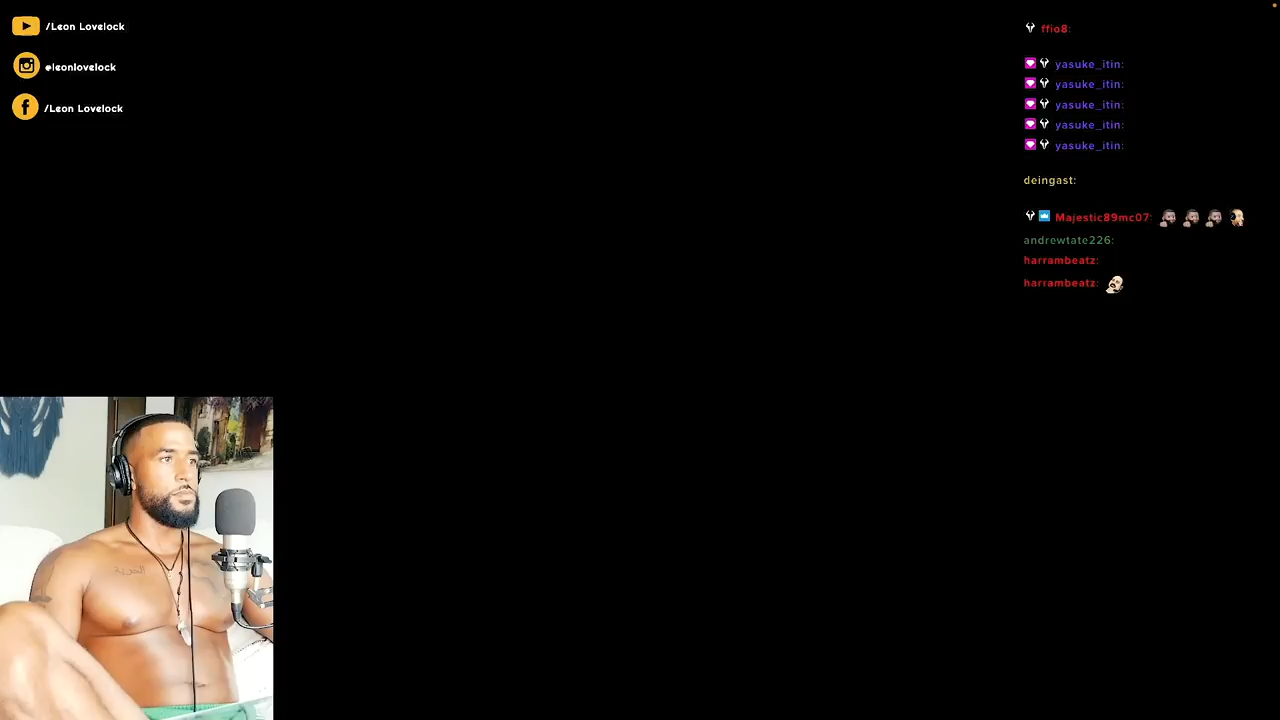 /Leon Lovelock
@leonlovelock
/Leon Lovelock
ffio8:
yasuke_itin:
yasuke_itin:
yasuke_itin:
yasuke_itin:
yasuke_itin:
deingast:
Majestic89mc07:
andrewtate226:
harrambeatz:
harrambeatz: